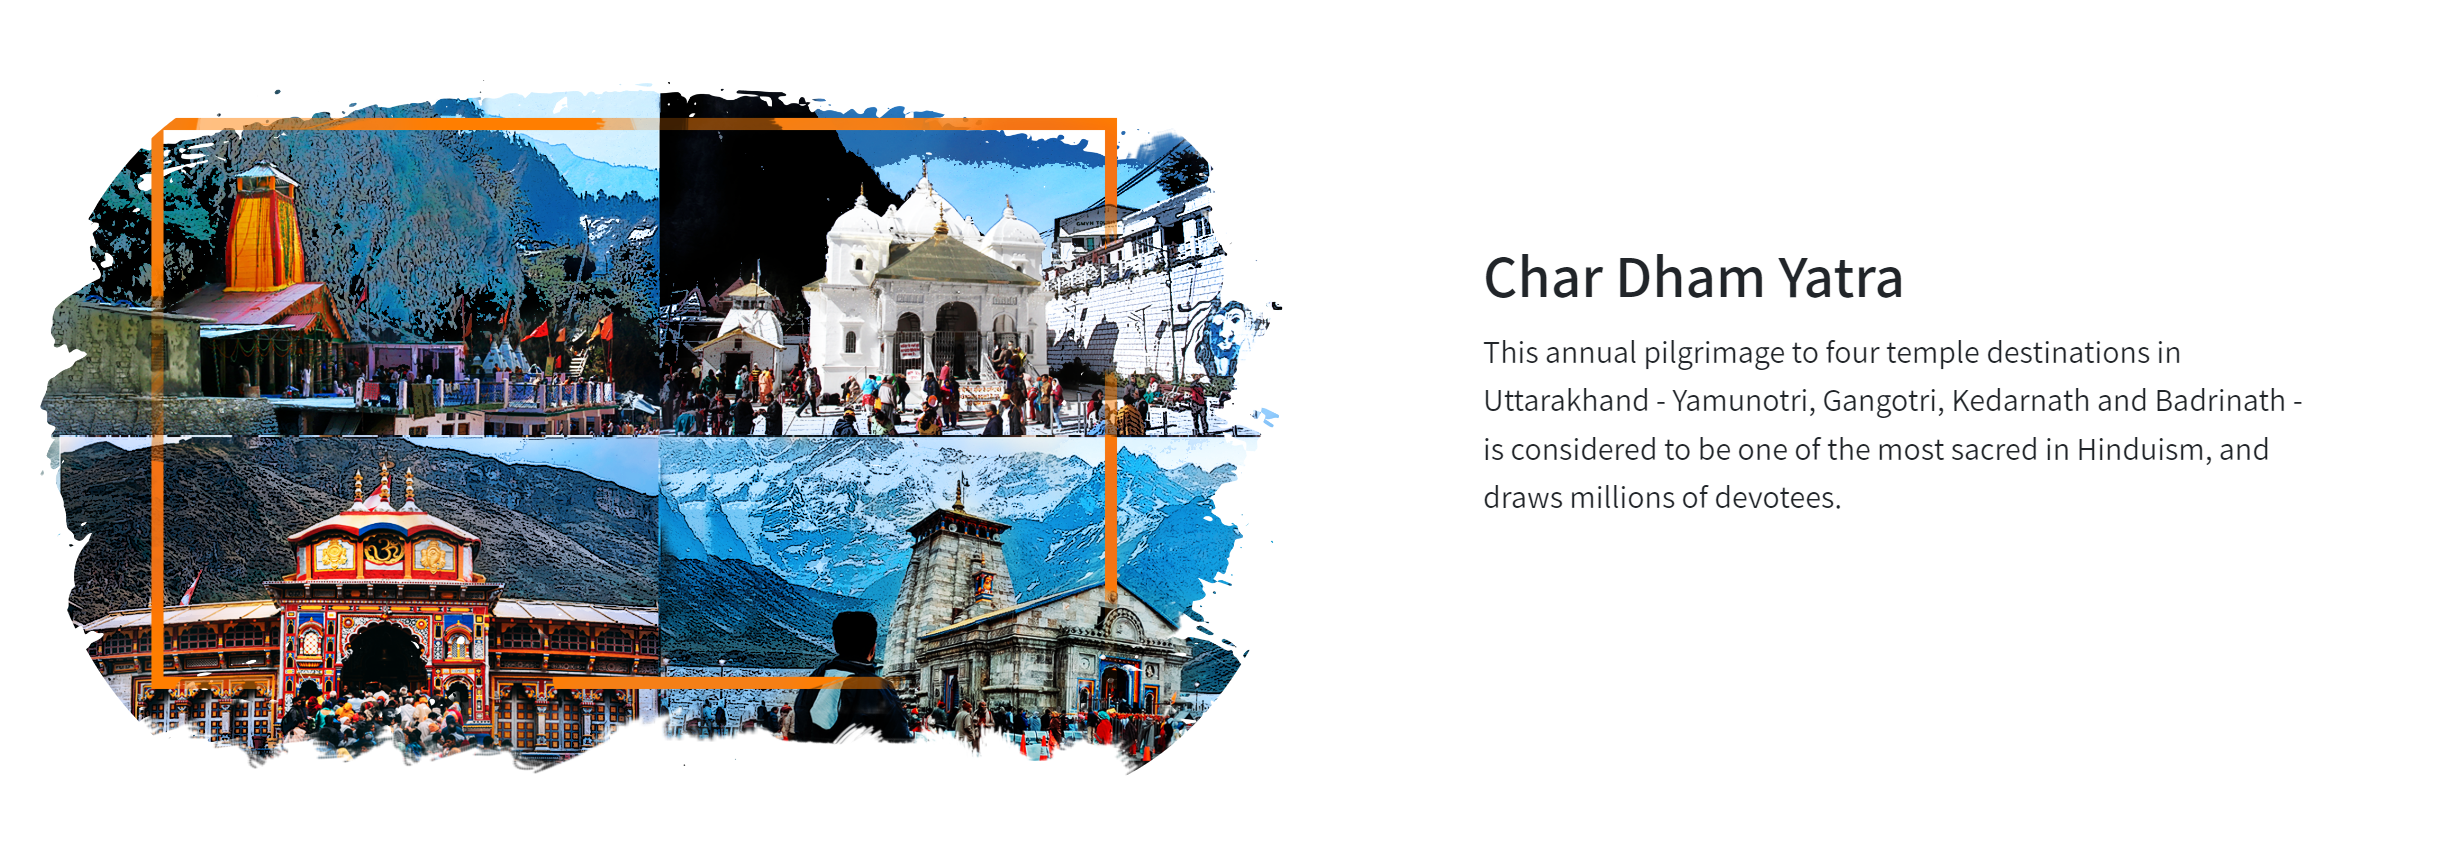 Char Dham Yatra
This annual pilgrimage to four temple destinations in
Uttarakhand - Yamunotri, Gangotri, Kedarnath and Badrinath -
is considered to be one of the most sacred in Hinduism, and
draws millions of devotees.